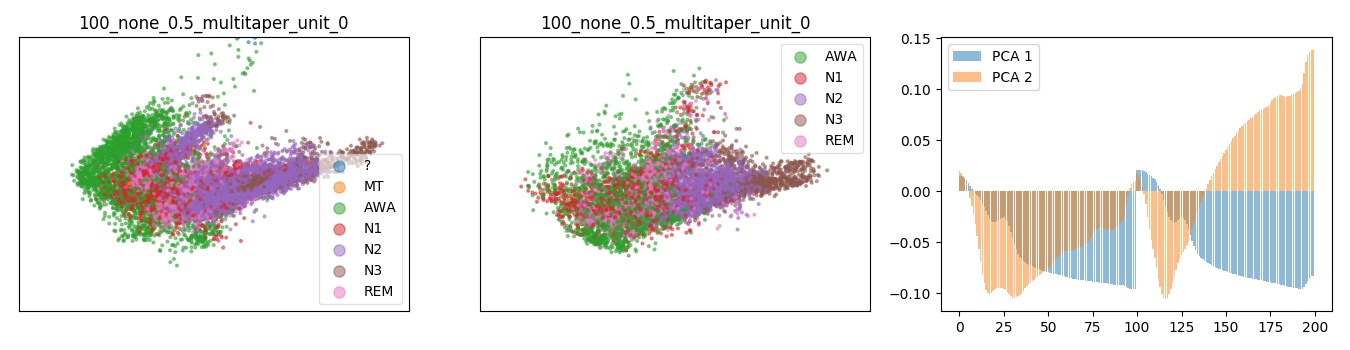 100_none_0.5_multitaper_unit_0
?
MT
AWA
N1
N2
N3
REM
100_none_0.5_multitaper_unit_0
AWA
N1
N2
N3
REM
PCA 1
PCA 2
0.15
0.10
0.05
0.00
−0.05
−0.10
0 25 50 75 100 125 150 175 200